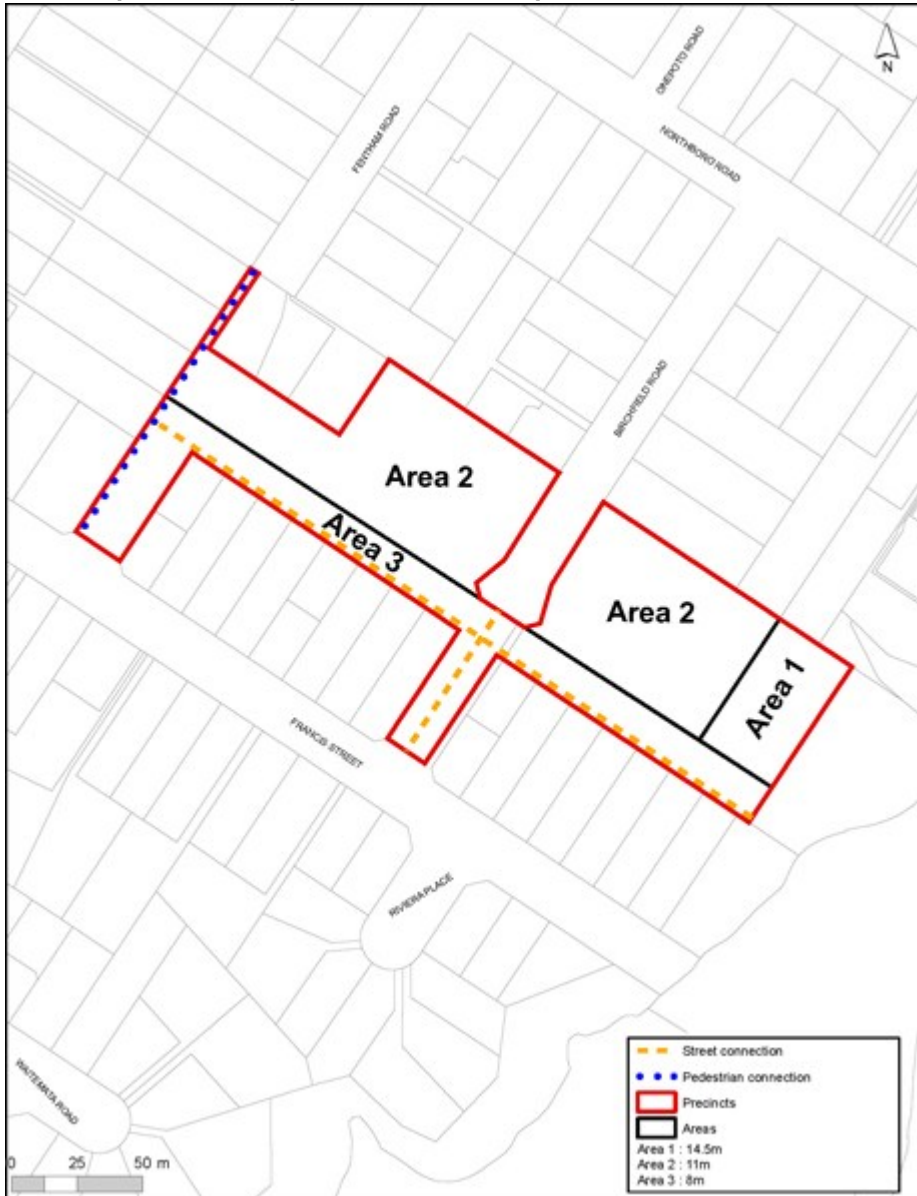 N
ONEPOTO ROAD
FENTHAM ROAD
NORTHBORO ROAD
BIRCHFIELD ROAD
Area 2
Area 3
Area 2
Area 1
FRANCIS STREET
RIVIERA PLACE
WAITEMATA ROAD
Street connection
Pedestrian connection
Precincts
Areas
Area 1 : 14.5m
Area 2 : 11m
Area 3 : 8m
0 25 50 m